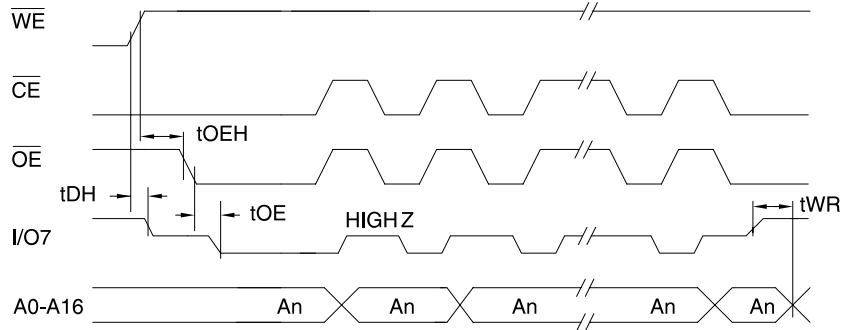 WE
CE
tOEH
OE
tDH
tOE
tWR
HIGH Z
I/O7
A0-A16 An An An An An